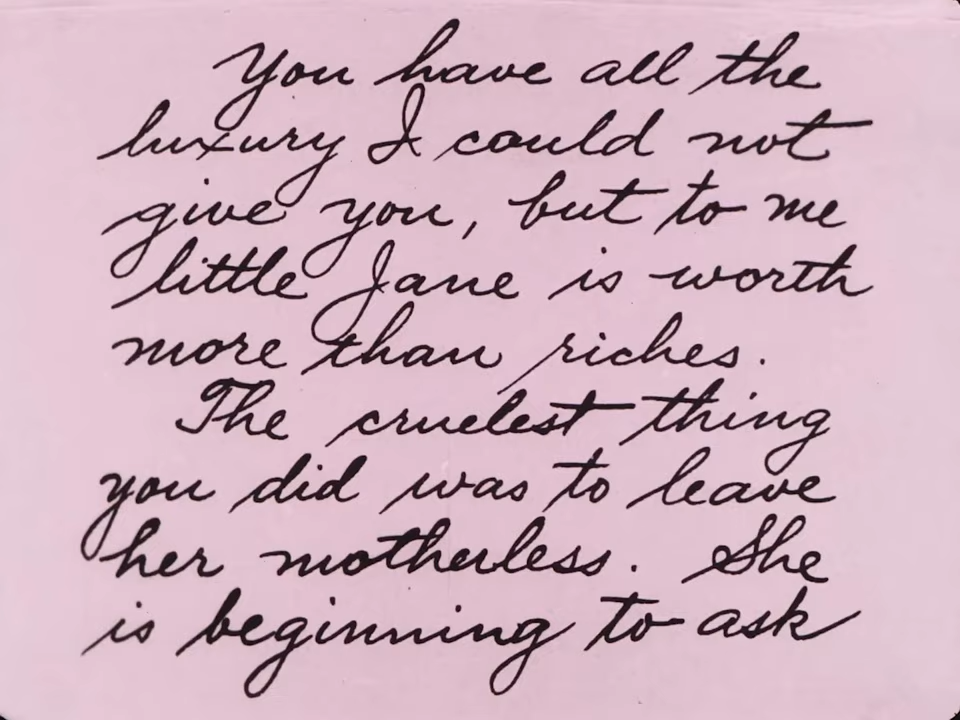 You have all the
luxury I could not
give you, but to me
little Jane is worth
more than riches.
The cruelest thing
you did was to leave
her motherless. She
is beginning to ask